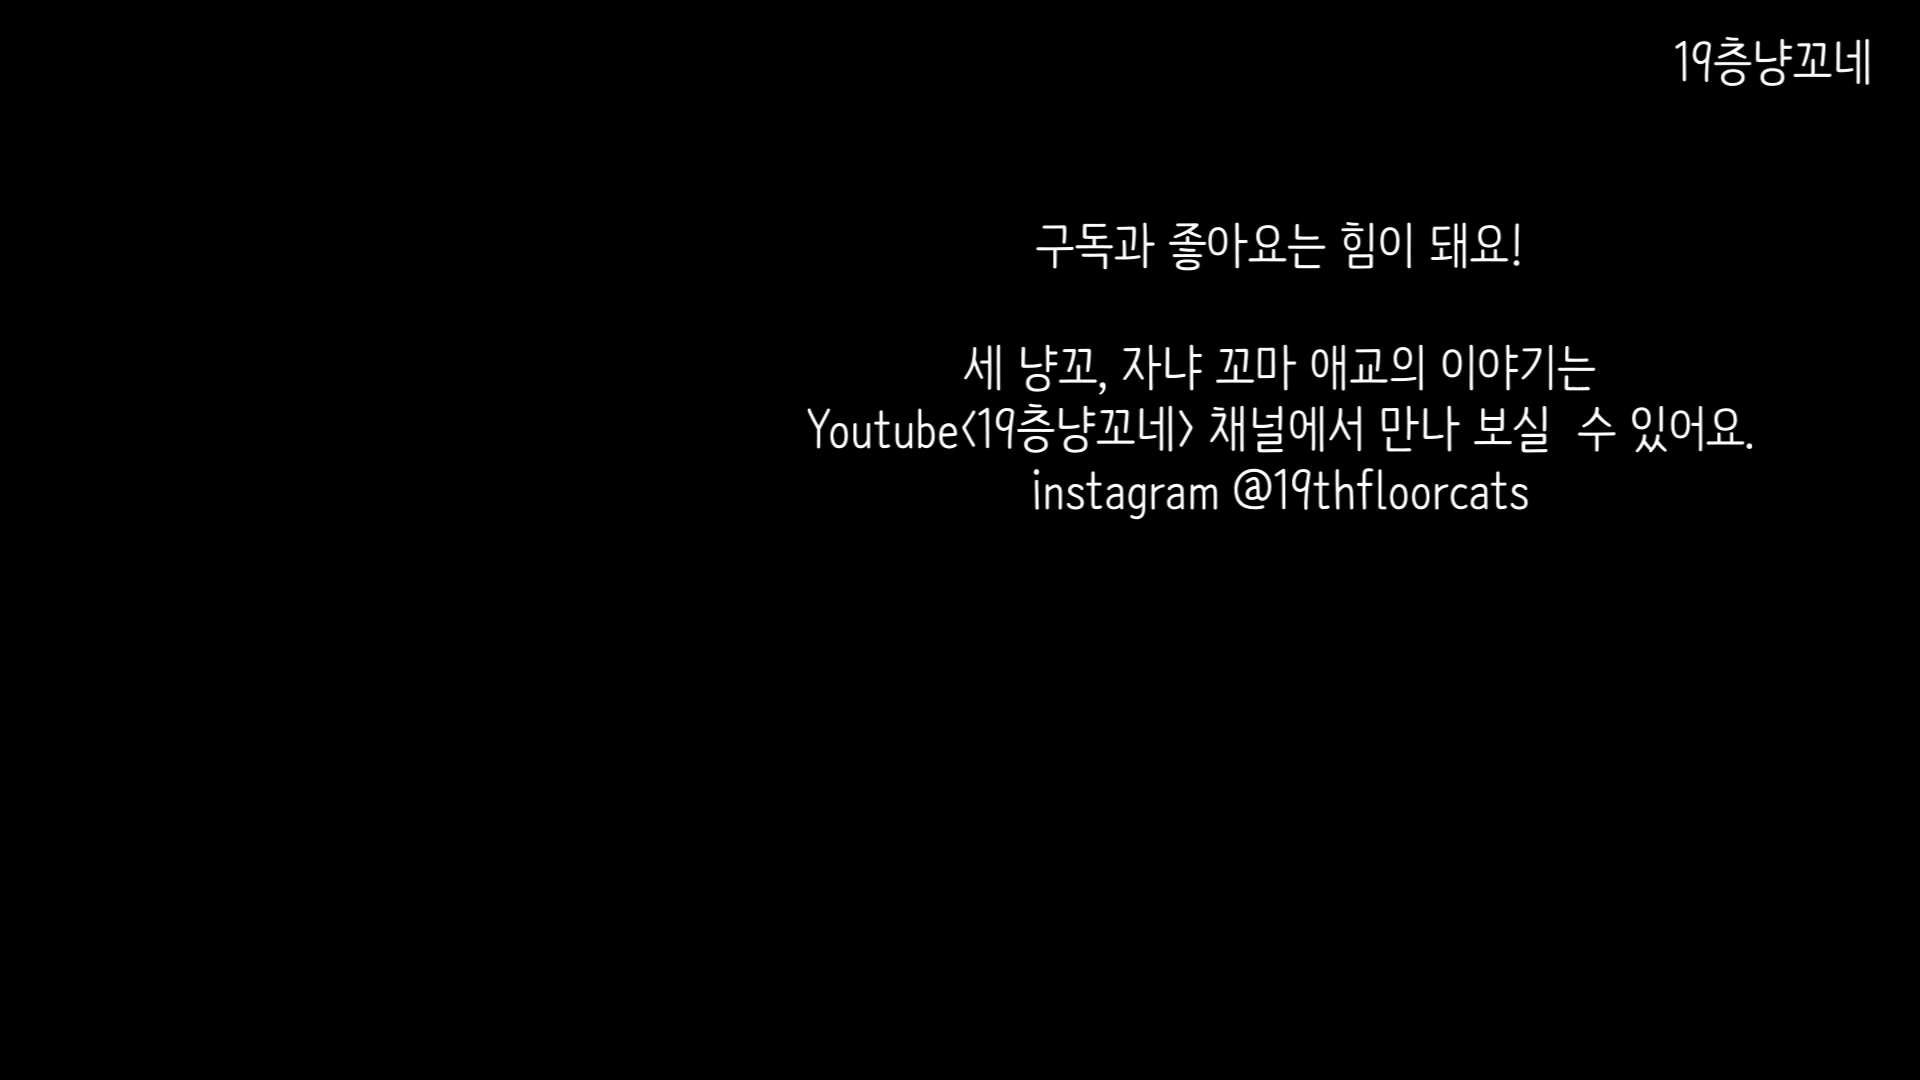 19층냥꼬네
구독과 좋아요는 힘이 돼요!
세 냥꼬, 자냐 꼬마 애교의 이야기는
Youtube<19층냥꼬네> 채널에서 만나 보실  수 있어요.
instagram @19thfloorcats